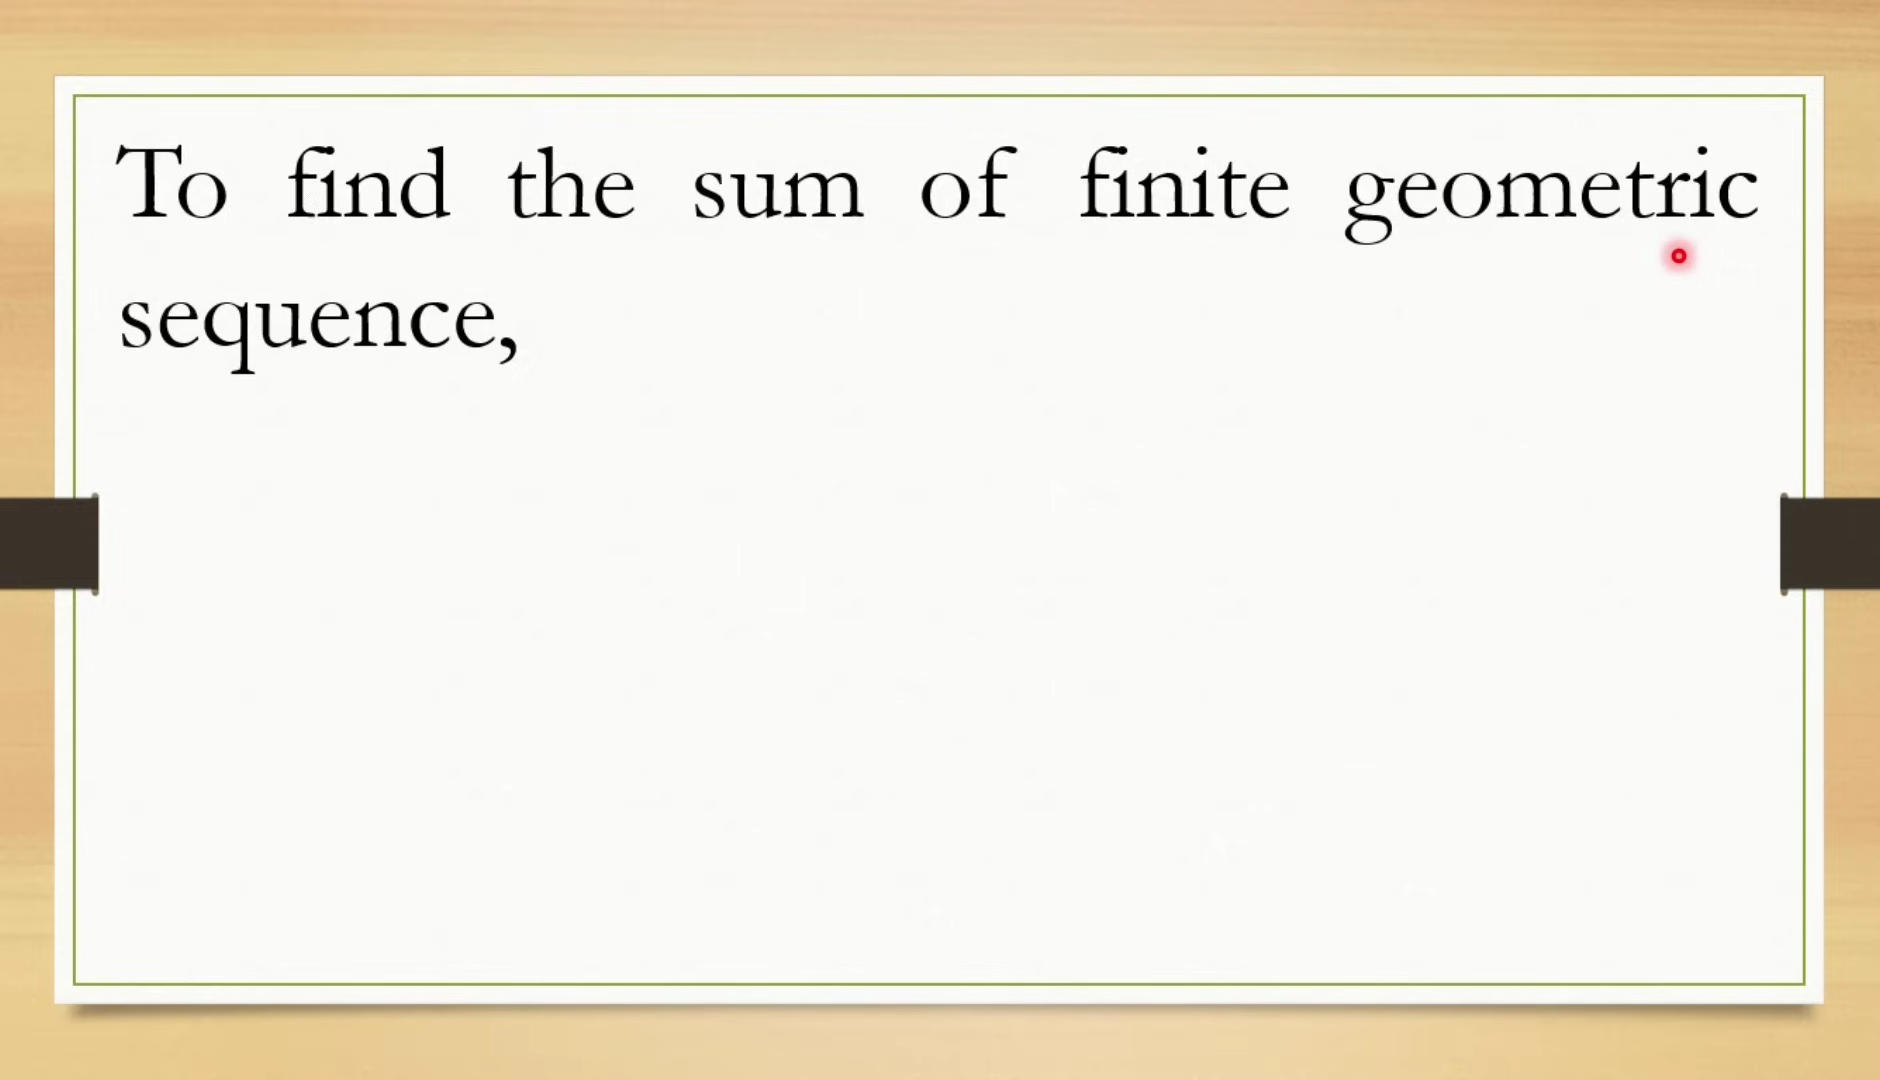 To find the sum of finite geometric
sequence,